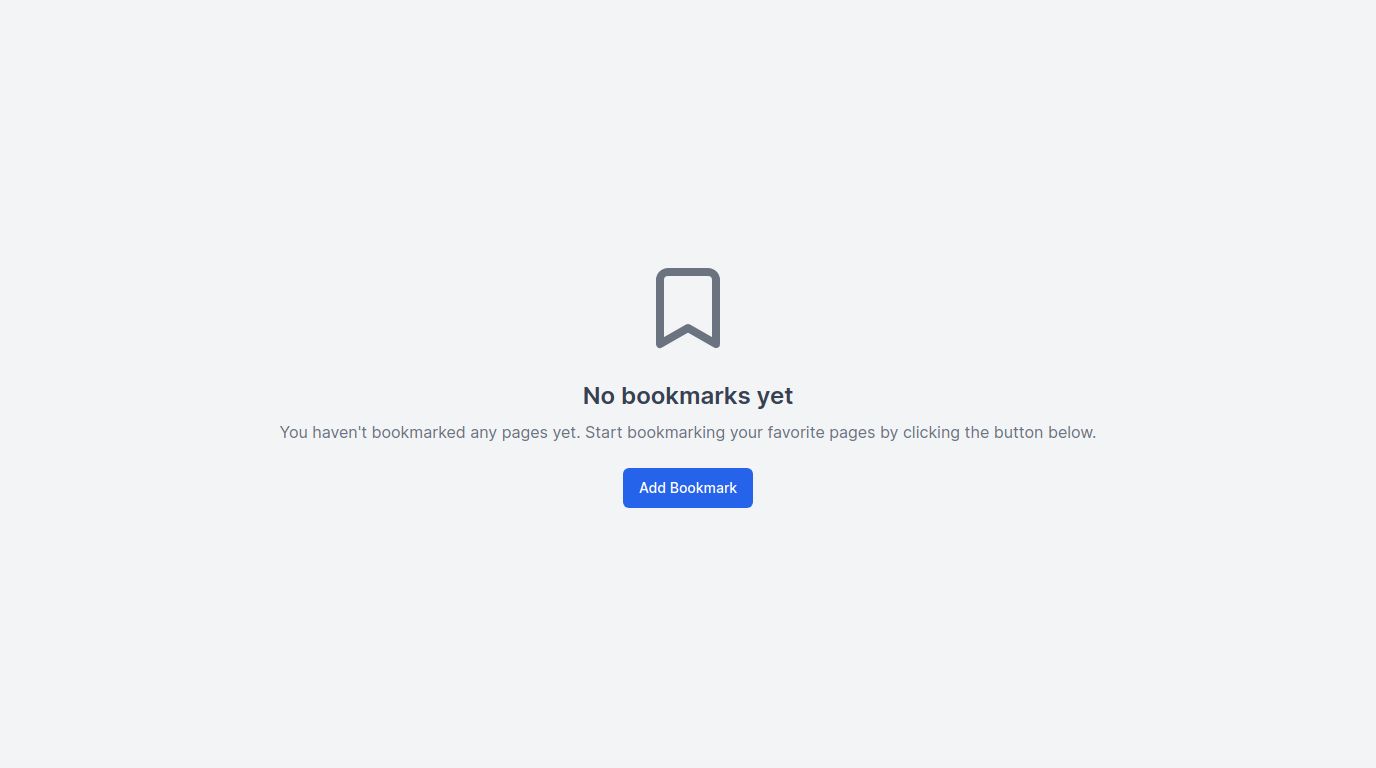 No bookmarks yet
You haven't bookmarked any pages yet. Start bookmarking your favorite pages by clicking the button below.
Add Bookmark